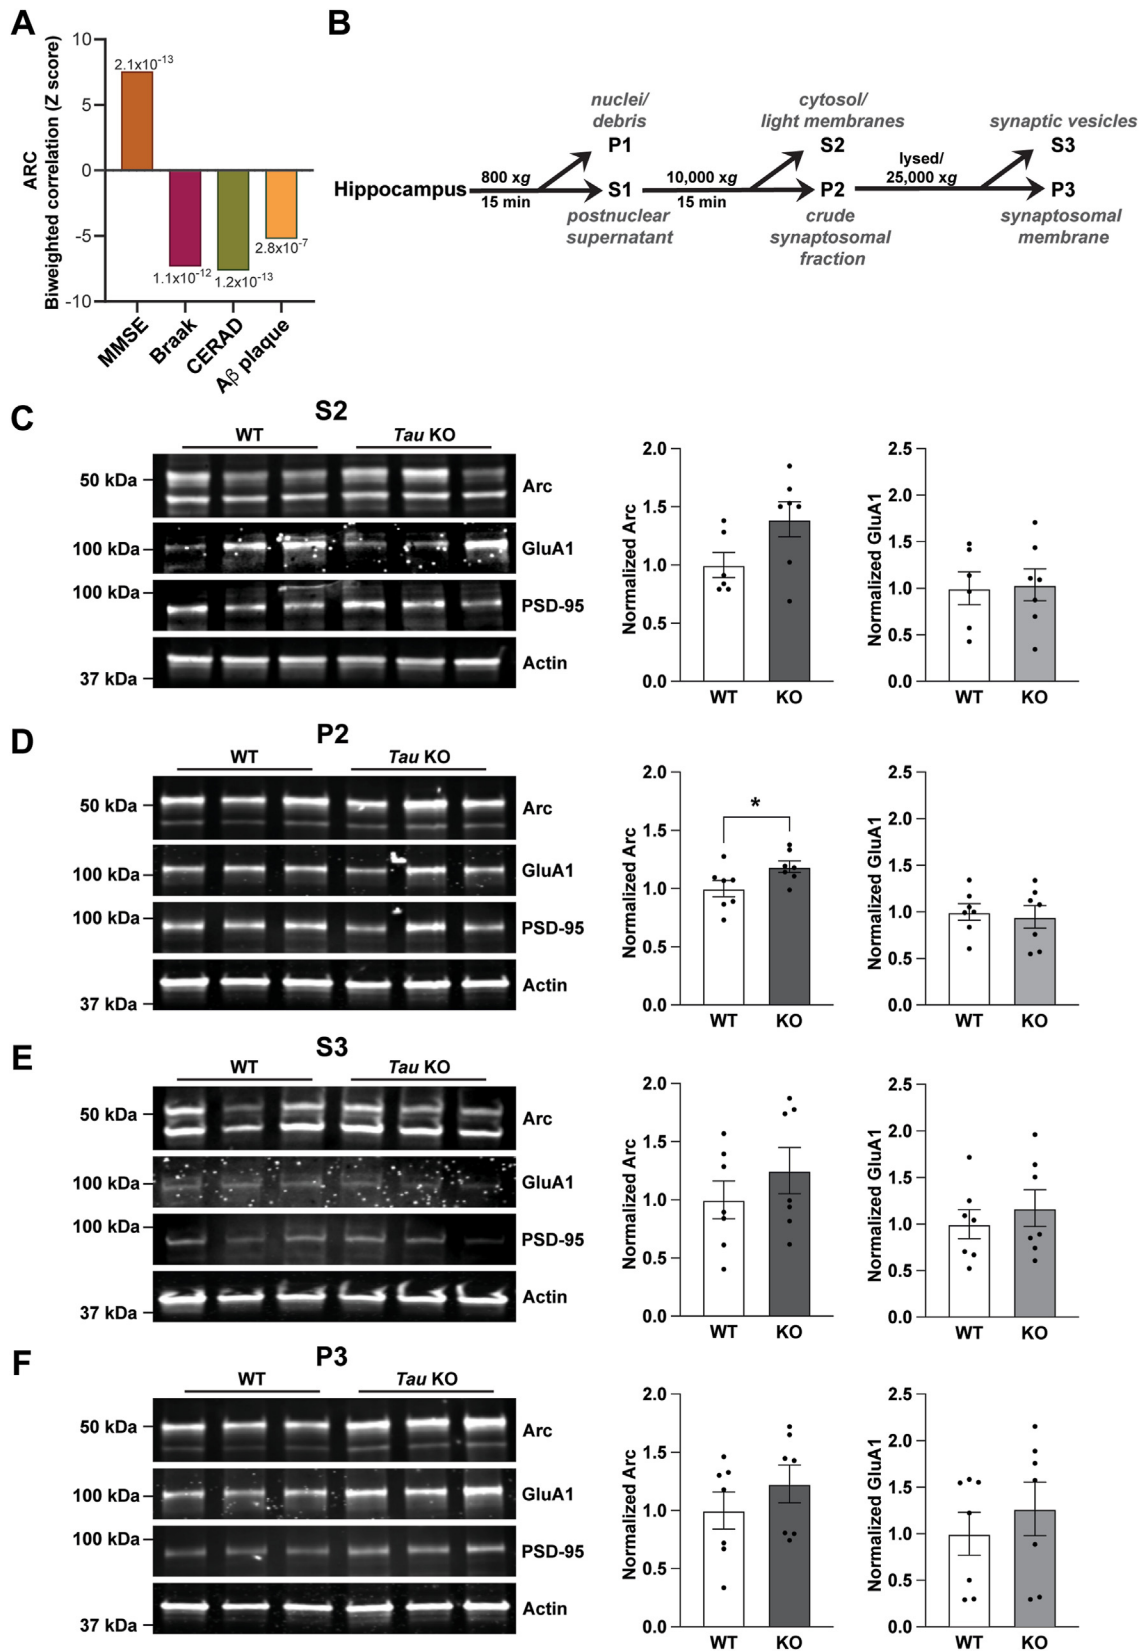 A
ARC
Biweighted correlation (Z score)
10
5
0
-5
-10
2.1x10⁻¹³
1.1x10⁻¹²
1.2x10⁻¹³
2.8x10⁻⁷
MMSE
Braak
CERAD
Aβ plaque
B
nuclei/
debris
P1
cytosol/
light membranes
S2
synaptic vesicles
S3
Hippocampus
800 xg
15 min
S1
10,000 xg
15 min
P2
lysed/
25,000 xg
P3
postnuclear
supernatant
crude
synaptosomal
fraction
synaptosomal
membrane
C
S2
WT
Tau KO
50 kDa
Arc
100 kDa
GluA1
100 kDa
PSD-95
Actin
37 kDa
Normalized Arc
2.0
1.5
1.0
0.5
0.0
WT
KO
Normalized GluA1
2.5
2.0
1.5
1.0
0.5
0.0
WT
KO
D
P2
WT
Tau KO
50 kDa
Arc
100 kDa
GluA1
100 kDa
PSD-95
Actin
37 kDa
Normalized Arc
2.0
1.5
1.0
0.5
0.0
*
WT
KO
Normalized GluA1
2.5
2.0
1.5
1.0
0.5
0.0
WT
KO
E
S3
WT
Tau KO
50 kDa
Arc
100 kDa
GluA1
100 kDa
PSD-95
Actin
37 kDa
Normalized Arc
2.0
1.5
1.0
0.5
0.0
WT
KO
Normalized GluA1
2.5
2.0
1.5
1.0
0.5
0.0
WT
KO
F
P3
WT
Tau KO
50 kDa
Arc
100 kDa
GluA1
100 kDa
PSD-95
Actin
37 kDa
Normalized Arc
2.0
1.5
1.0
0.5
0.0
WT
KO
Normalized GluA1
2.5
2.0
1.5
1.0
0.5
0.0
WT
KO